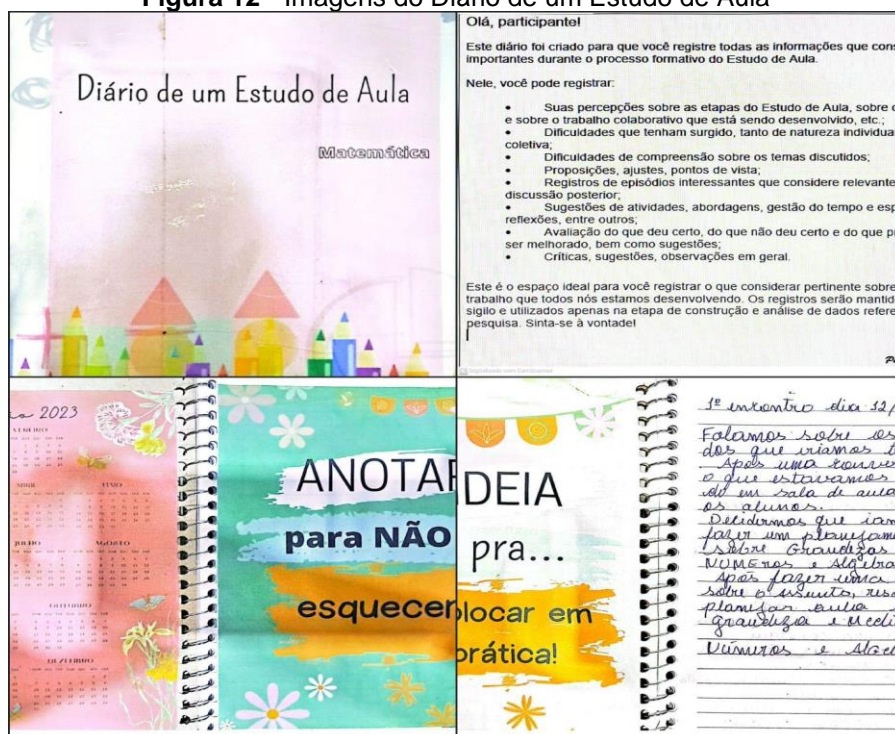 Figura 12 - Imagens do Diário de um Estudo de Aula
Diário de um Estudo de Aula
Matemática
Olá, participante!
Este diário foi criado para que você registre todas as informações que cons
importantes durante o processo formativo do Estudo de Aula.
Nele, você pode registrar:
• Suas percepções sobre as etapas do Estudo de Aula, sobre
e sobre o trabalho colaborativo que está sendo desenvolvido, etc.;
• Dificuldades que tenham surgido, tanto de natureza individua
coletiva;
• Dificuldades de compreensão sobre os temas discutidos;
• Proposições, ajustes, pontos de vista;
• Registros de episódios interessantes que considere relevante
discussão posterior;
• Sugestões de atividades, abordagens, gestão do tempo e esp
reflexões, entre outros;
• Avaliação do que deu certo, do que não deu certo e do que p
ser melhorado, bem como sugestões;
• Críticas, sugestões, observações em geral.
Este é o espaço ideal para você registrar o que considerar pertinente sobre
trabalho que todos nós estamos desenvolvendo. Os registros serão mantid
sigilo e utilizados apenas na etapa de construção e análise de dados refere
pesquisa. Sinta-se à vontade!
2023
JULHO
AGOSTO
DEZEMBRO
ANOTAR
para NÃO
esquecer
DEIA
pra...
locar em
prática!
1º encontro dia 12/
Falamos sobre os
dos que iriamos
Após uma
o que estavamos
do em sala de aula
os alunos.
Decidimos que
fazer um planejam
sobre Grandezas
NÚMEROS e Algebra
Após fazer uma
sobre o assunto, res
planejar aula
grandeza e medi
Números e